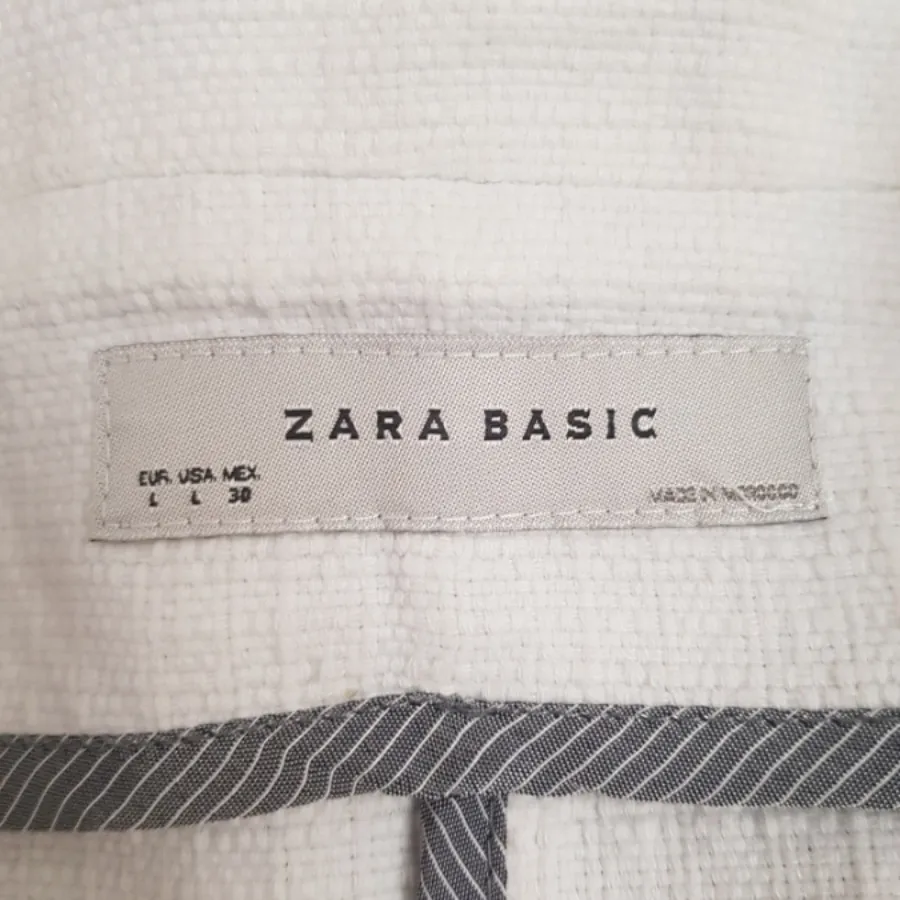 ZARA BASIC
EUR. USA. MEX.
L L 30
MADE IN MOROCCO